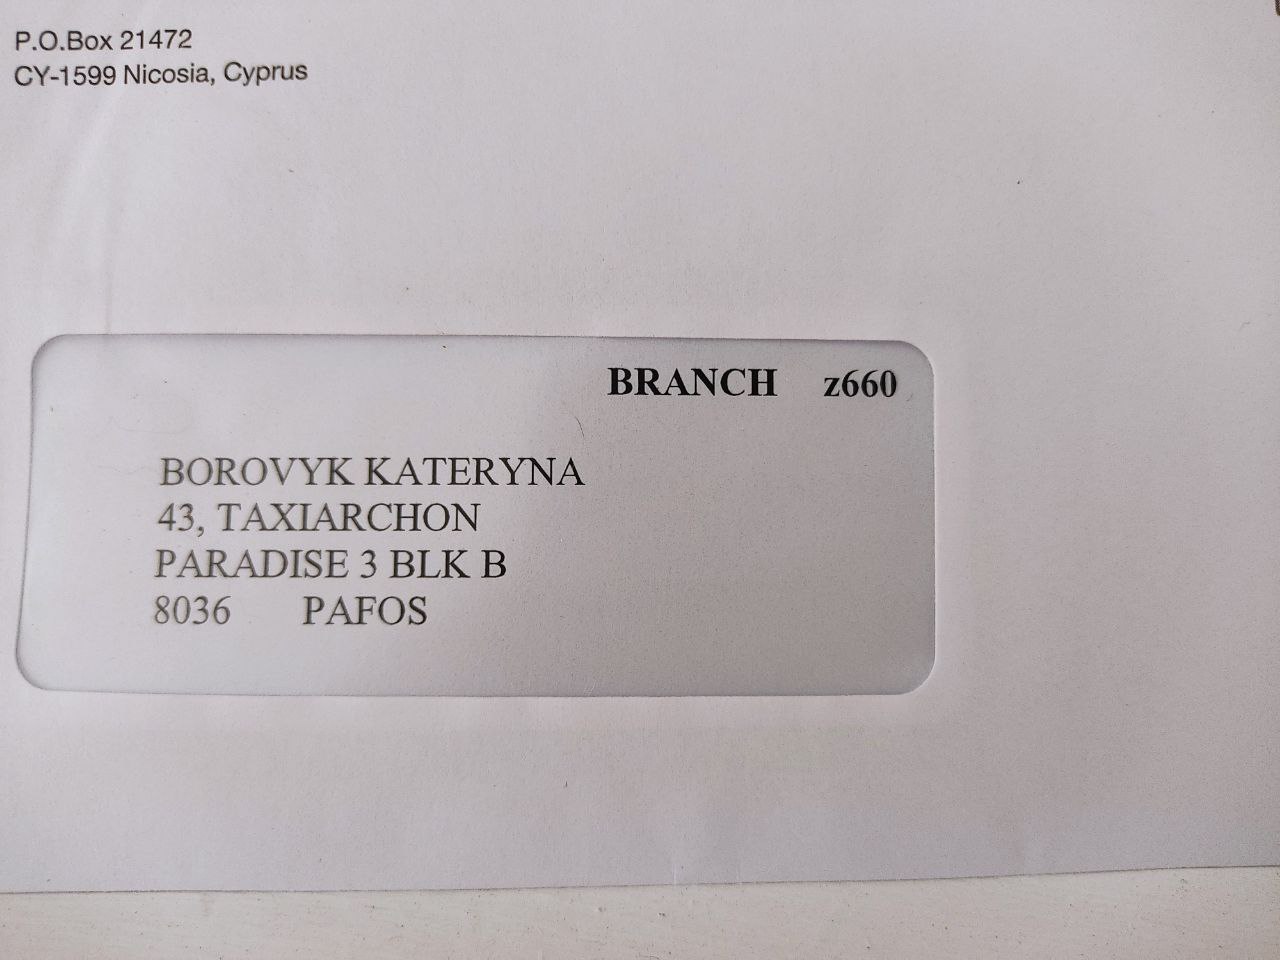 P.O.Box 21472
CY-1599 Nicosia, Cyprus
BRANCH z660
BOROVYK KATERYNA
43, TAXIARCHON
PARADISE 3 BLK B
8036 PAFOS